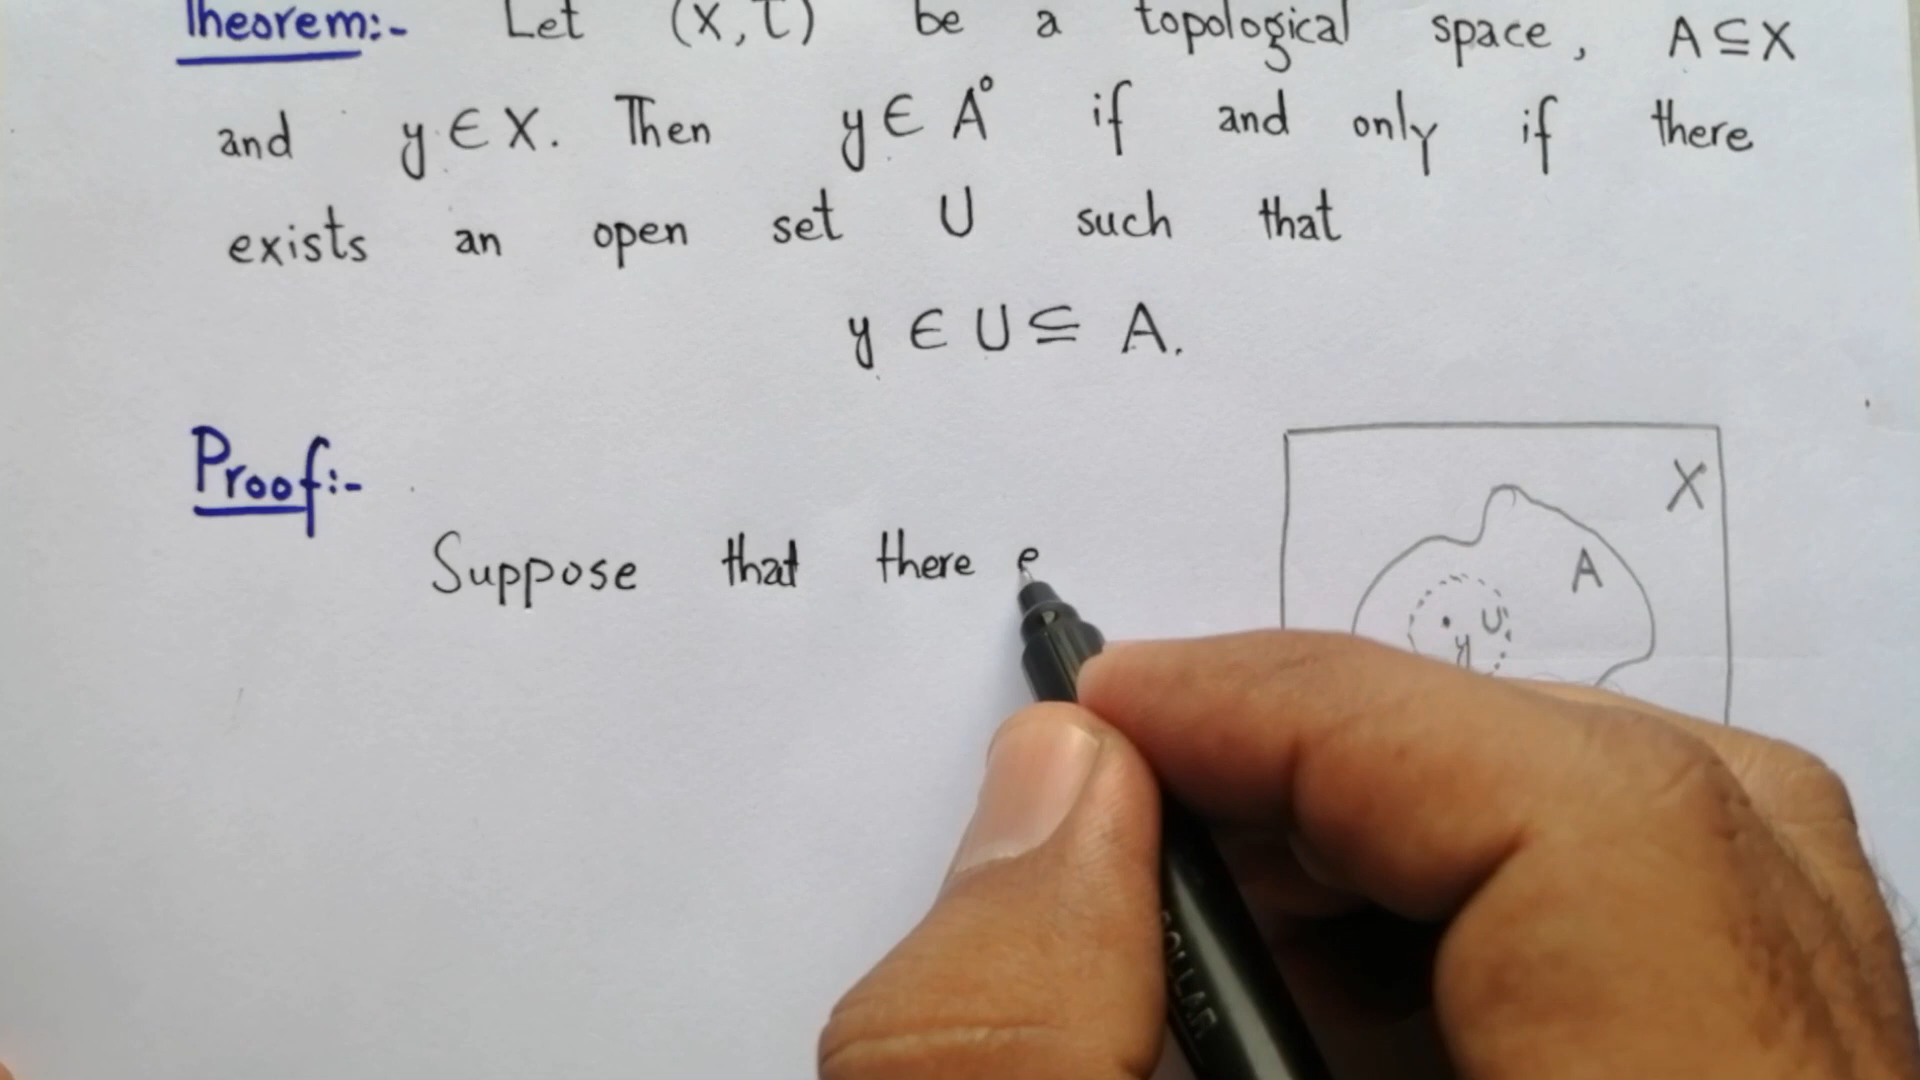 Theorem:- Let (X, τ) be a topological space, A ⊆ X
and y ∈ X. Then y ∈ A° if and only if there
exists an open set U such that
y ∈ U ⊆ A.
Proof:-
Suppose that there e
X
A
U
y
DOLLAR